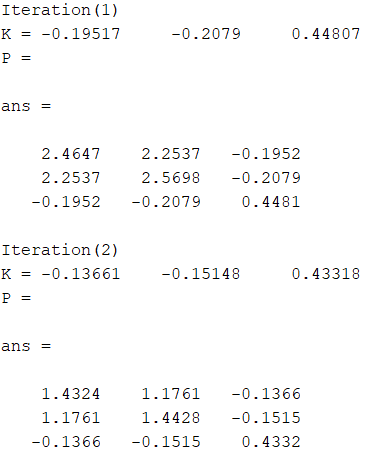 Iteration(1)
K = -0.19517 -0.2079 0.44807
P =
ans =
2.4647 2.2537 -0.1952
2.2537 2.5698 -0.2079
-0.1952 -0.2079 0.4481
Iteration(2)
K = -0.13661 -0.15148 0.43318
P =
ans =
1.4324 1.1761 -0.1366
1.1761 1.4428 -0.1515
-0.1366 -0.1515 0.4332